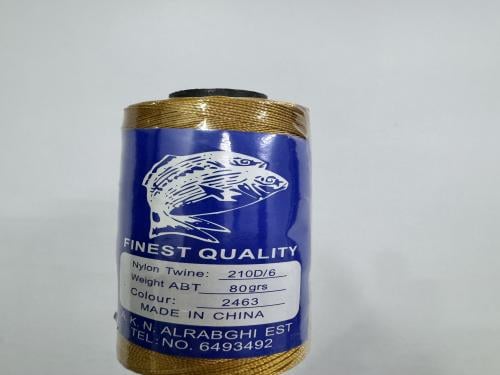 FINEST QUALITY
Nylon Twine: 210D/6
Weight ABT 80grs
Colour: 2463
MADE IN CHINA
K. N. ALRABGHI EST
TEL: NO. 6493492